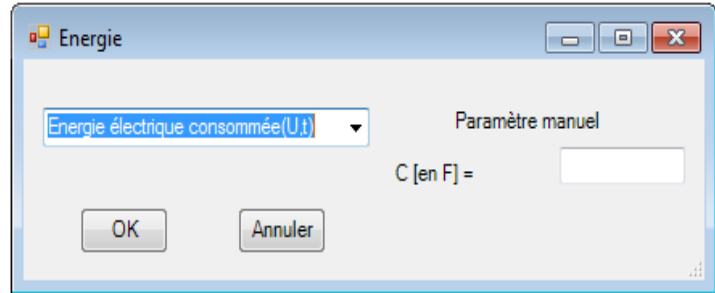 Energie
Energie électrique consommée(U,t)
Paramètre manuel
C [en F] =
OK
Annuler